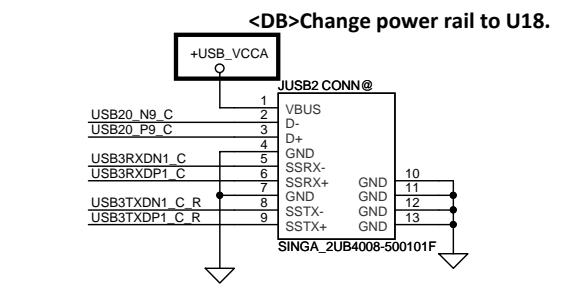 <DB>Change power rail to U18.
+USB_VCCA
JUSB2 CONN@
1 VBUS
USB20_N9_C 2 D-
USB20_P9_C 3 D+
4 GND
USB3RXDN1_C 5 SSRX-
USB3RXDP1_C 6 SSRX+ GND 10
7 GND GND 11
USB3TXDN1_C_R 8 SSTX- GND 12
USB3TXDP1_C_R 9 SSTX+ GND 13
SINGA_2UB4008-500101F